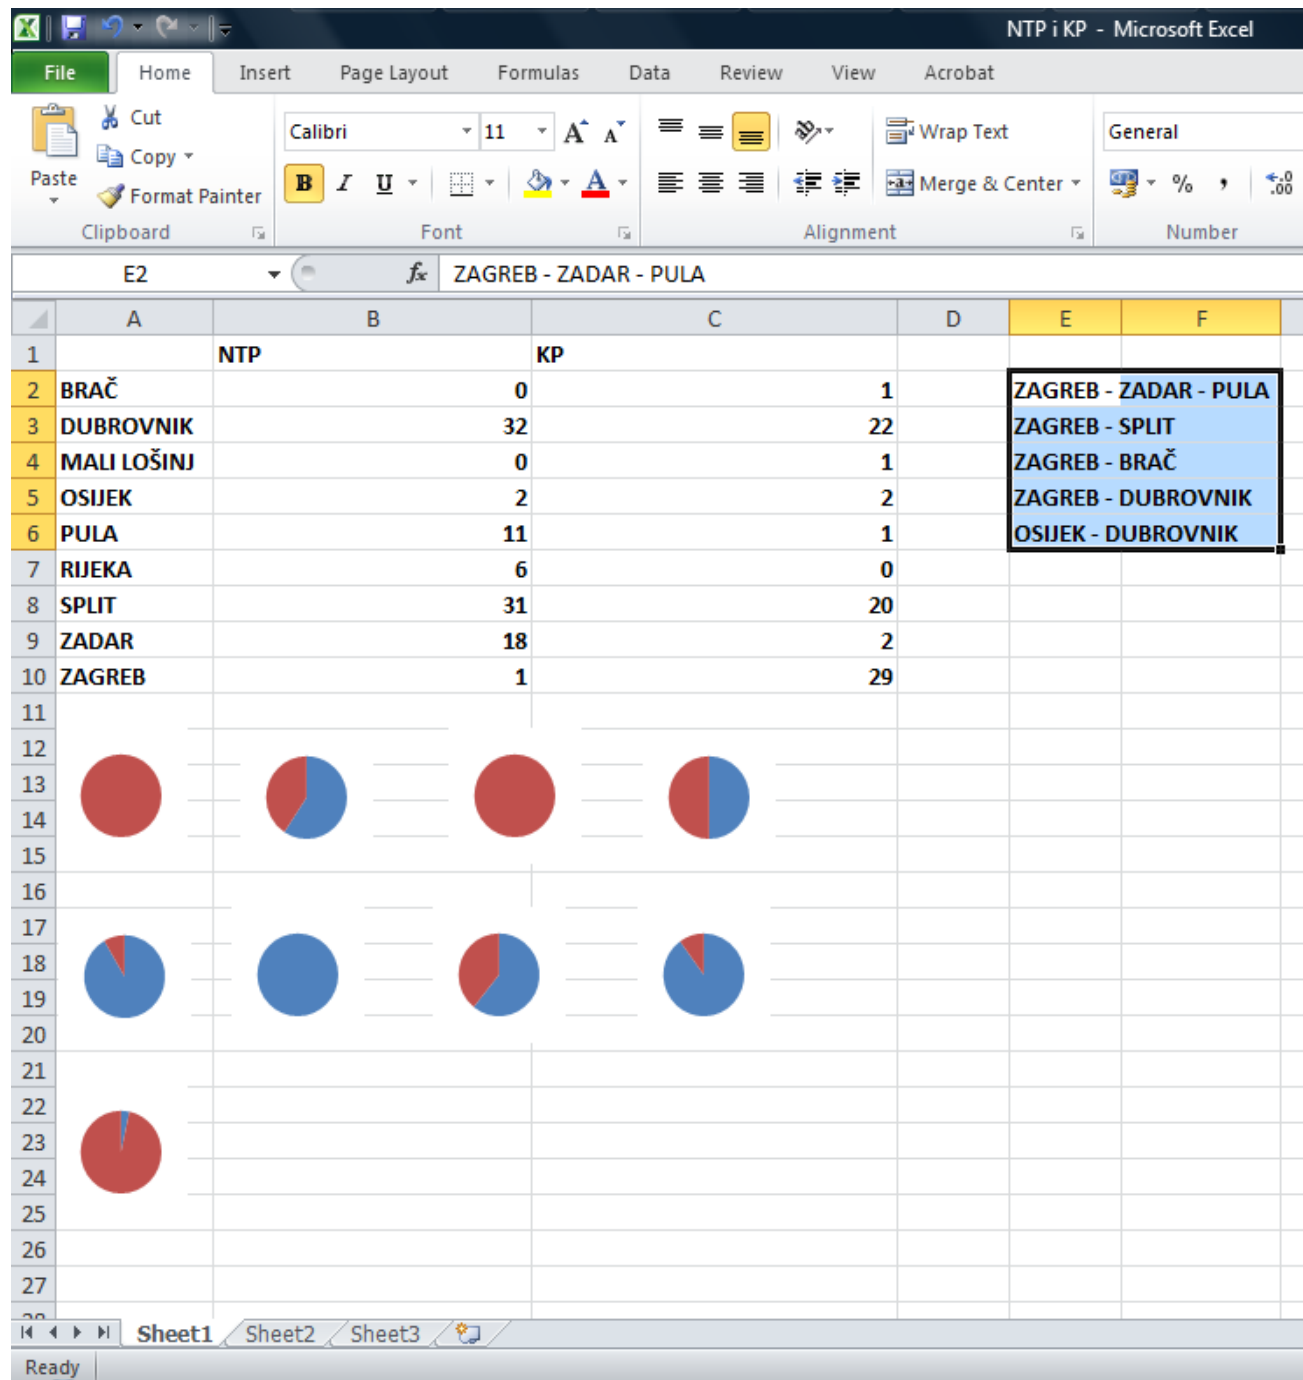 NTP i KP - Microsoft Excel
File Home Insert Page Layout Formulas Data Review View Acrobat
Cut
Copy
Format Painter
Paste
Clipboard
Calibri 11
B I U
Font
Wrap Text
Merge & Center
Alignment
General
%
Number
E2 fx ZAGREB - ZADAR - PULA
A B C D E F
1 NTP KP
2 BRAČ 0 1 ZAGREB - ZADAR - PULA
3 DUBROVNIK 32 22 ZAGREB - SPLIT
4 MALI LOŠINJ 0 1 ZAGREB - BRAČ
5 OSIJEK 2 2 ZAGREB - DUBROVNIK
6 PULA 11 1 OSIJEK - DUBROVNIK
7 RIJEKA 6 0
8 SPLIT 31 20
9 ZADAR 18 2
10 ZAGREB 1 29
11
12
13
14
15
16
17
18
19
20
21
22
23
24
25
26
27
Sheet1 Sheet2 Sheet3
Ready